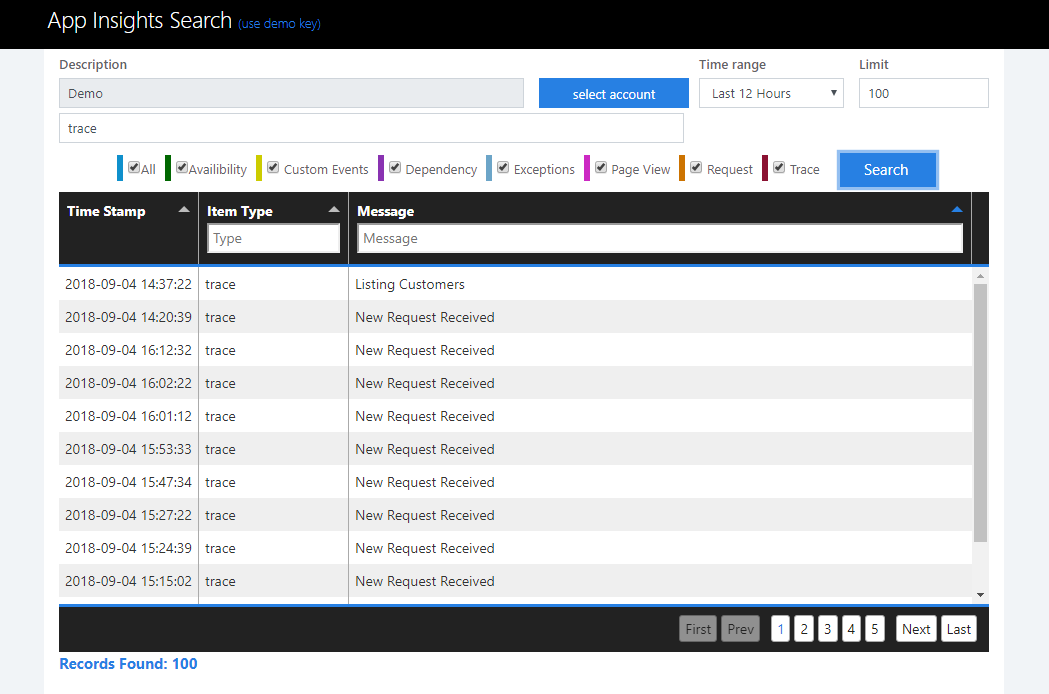 App Insights Search (use demo key)
Description Time range Limit
Demo select account Last 12 Hours 100
trace
All Availibility Custom Events Dependency Exceptions Page View Request Trace Search
Time Stamp Item Type Message
Type Message
2018-09-04 14:37:22 trace Listing Customers
2018-09-04 14:20:39 trace New Request Received
2018-09-04 16:12:32 trace New Request Received
2018-09-04 16:02:22 trace New Request Received
2018-09-04 16:01:12 trace New Request Received
2018-09-04 15:53:33 trace New Request Received
2018-09-04 15:47:34 trace New Request Received
2018-09-04 15:27:22 trace New Request Received
2018-09-04 15:24:39 trace New Request Received
2018-09-04 15:15:02 trace New Request Received
First Prev 1 2 3 4 5 Next Last
Records Found: 100